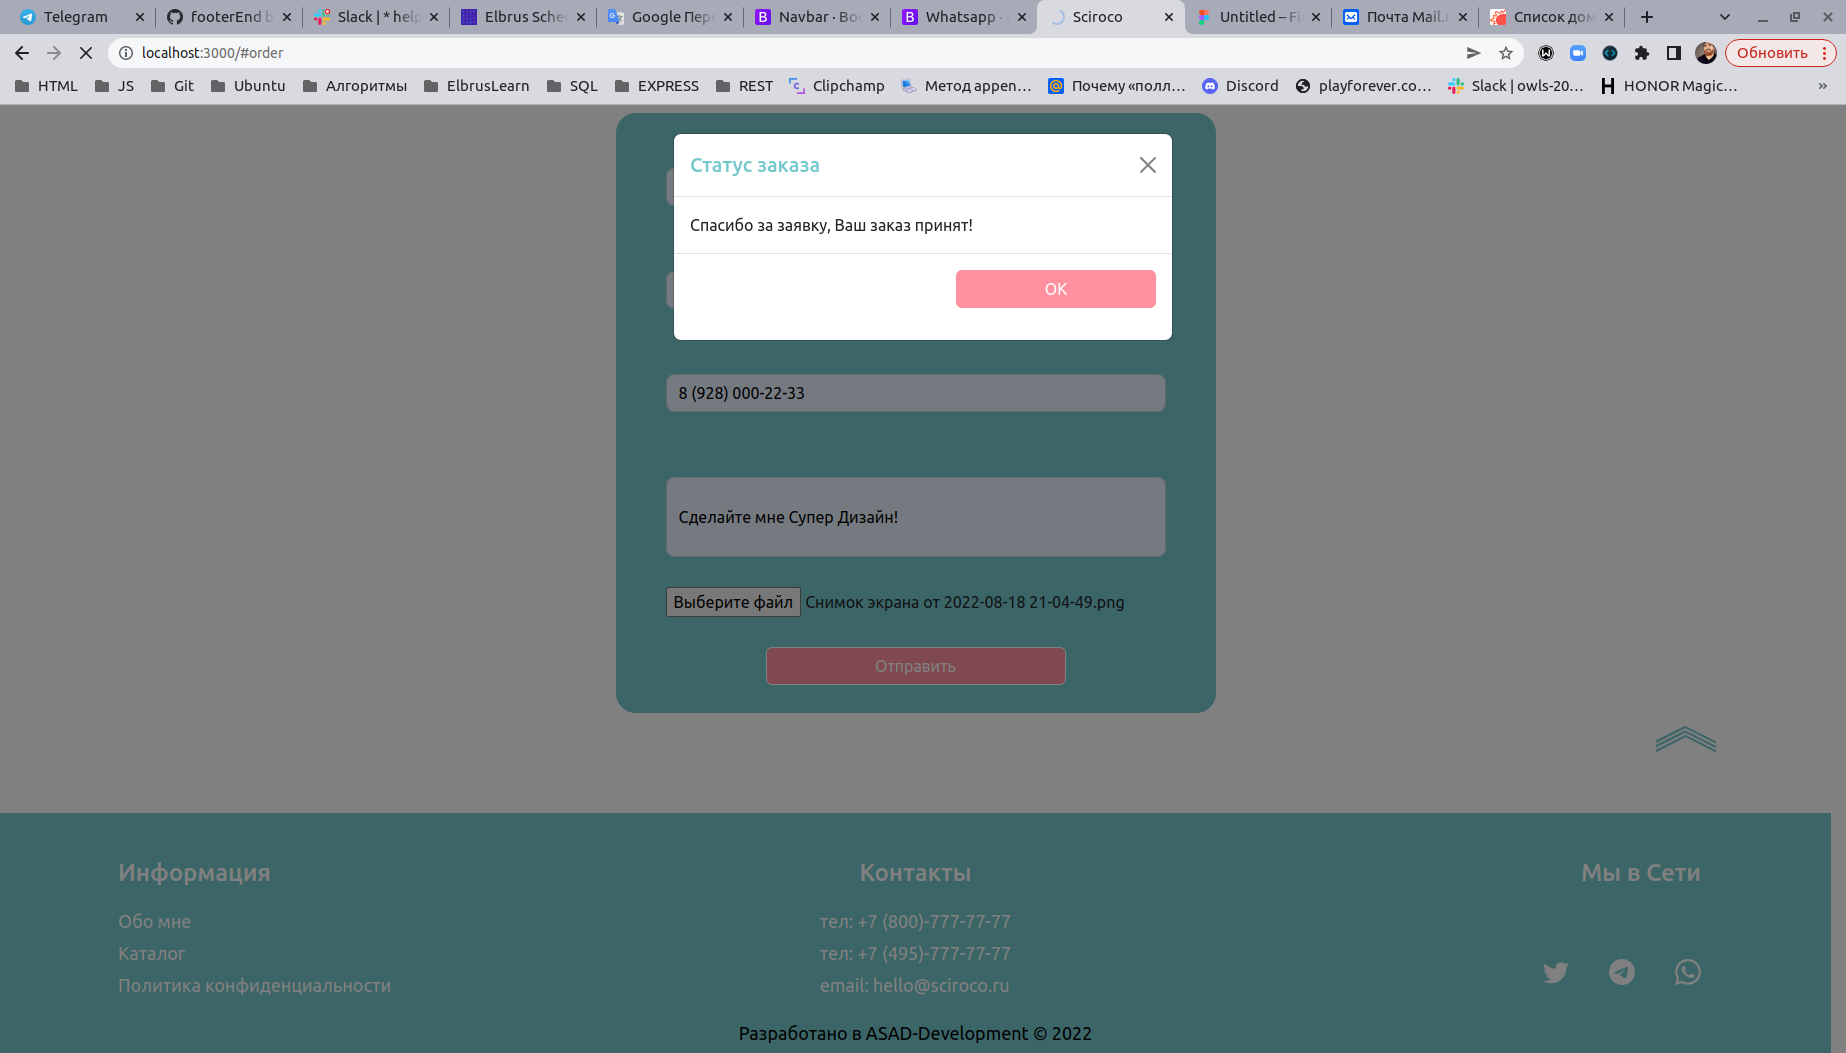 Telegram
footerEnd b
Slack | * help
Elbrus Sche
Google Пер
Navbar · Boo
Whatsapp ·
Sciroco
Untitled – Fi
Почта Mail.r
Список дом
localhost:3000/#order
Обновить
HTML
JS
Git
Ubuntu
Алгоритмы
ElbrusLearn
SQL
EXPRESS
REST
Clipchamp
Метод appen…
Почему «полл…
Discord
playforever.co…
Slack | owls-20…
HONOR Magic…
»
Статус заказа
Спасибо за заявку, Ваш заказ принят!
OK
8 (928) 000-22-33
Сделайте мне Супер Дизайн!
Выберите файл Снимок экрана от 2022-08-18 21-04-49.png
Отправить
Информация
Обо мне
Каталог
Политика конфиденциальности
Контакты
тел: +7 (800)-777-77-77
тел: +7 (495)-777-77-77
email: hello@sciroco.ru
Мы в Сети
Разработано в ASAD-Development © 2022